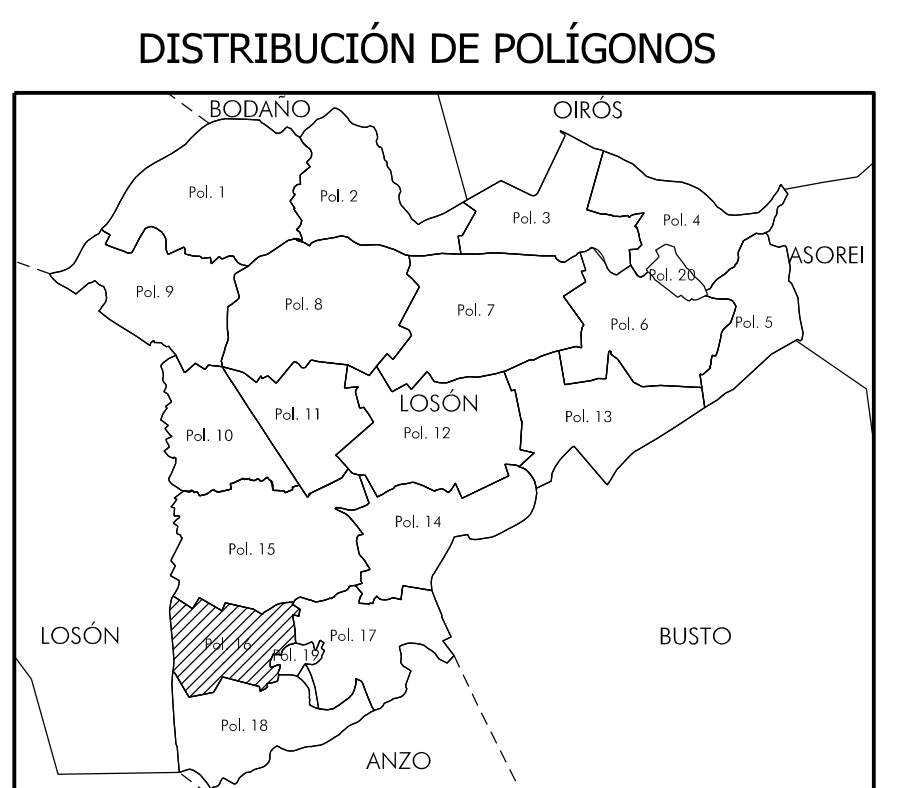 DISTRIBUCIÓN DE POLÍGONOS
BODAÑO
OIRÓS
Pol. 1
Pol. 2
Pol. 3
Pol. 4
ASOREI
Pol. 20
Pol. 9
Pol. 8
Pol. 7
Pol. 6
Pol. 5
LOSÓN
Pol. 11
Pol. 12
Pol. 13
Pol. 10
Pol. 14
Pol. 15
LOSÓN
Pol. 16
Pol. 17
Pol. 19
BUSTO
Pol. 18
ANZO